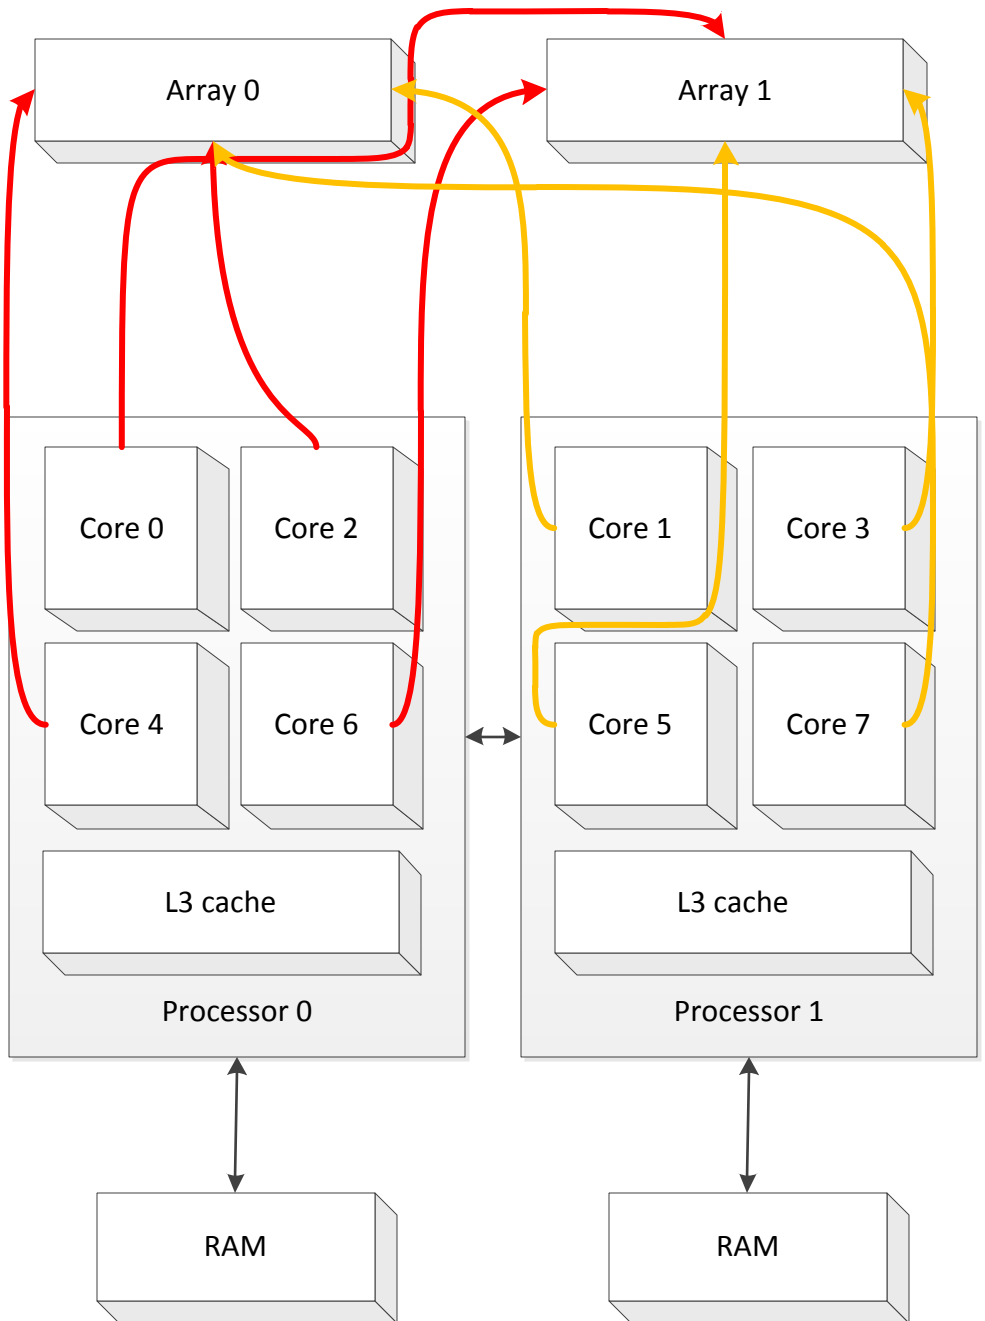 Array 0
Array 1
Core 0
Core 2
Core 1
Core 3
Core 4
Core 6
Core 5
Core 7
L3 cache
L3 cache
Processor 0
Processor 1
RAM
RAM